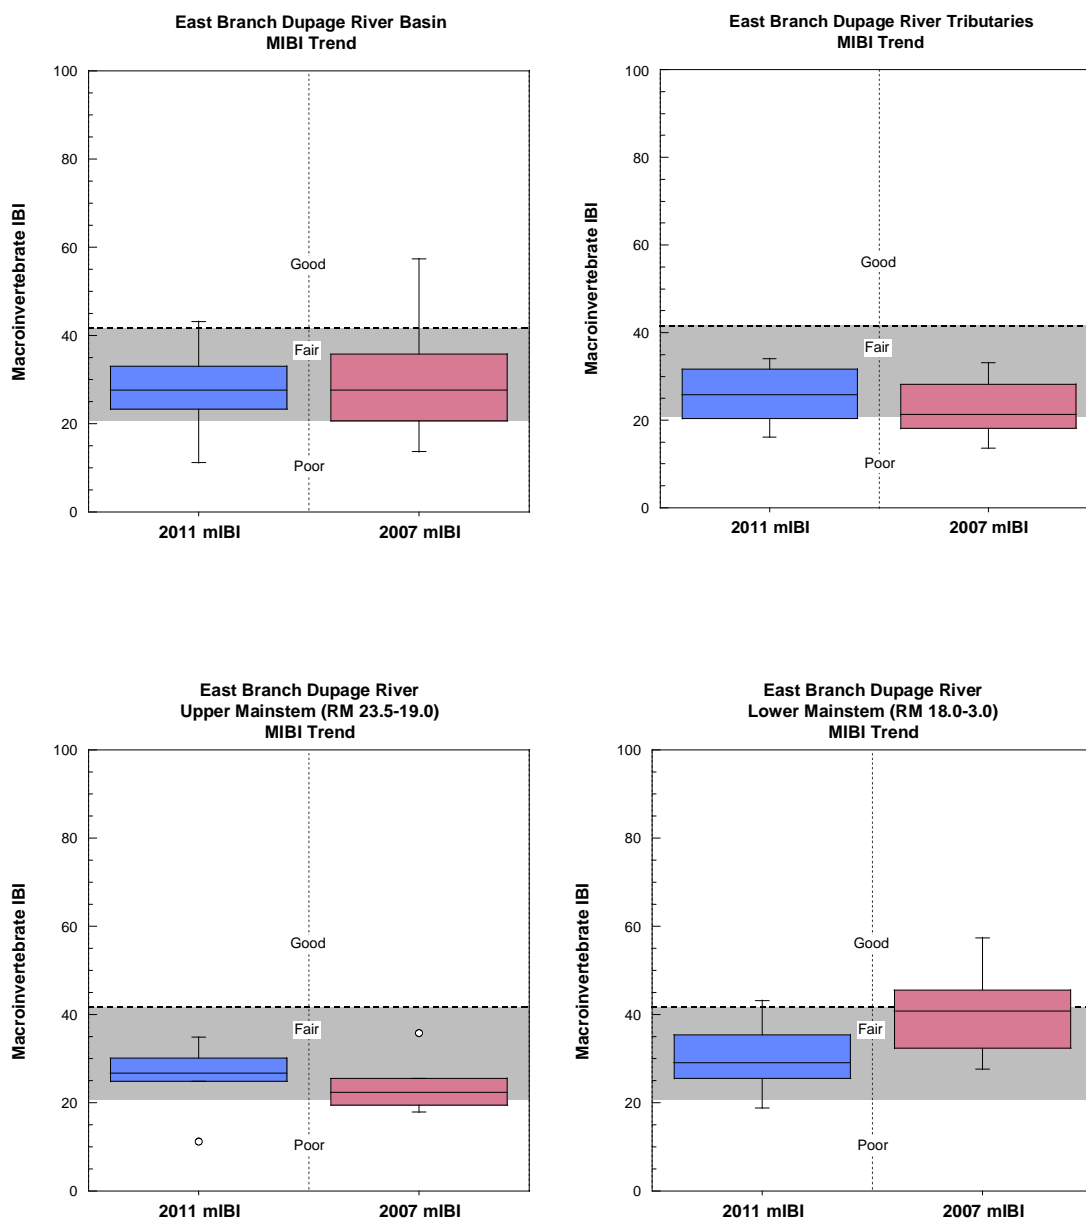 East Branch Dupage River Basin
MIBI Trend
100
80
60
40
20
0
Macroinvertebrate IBI
Good
Fair
Poor
2011 mIBI
2007 mIBI
East Branch Dupage River Tributaries
MIBI Trend
100
80
60
40
20
0
Macroinvertebrate IBI
Good
Fair
Poor
2011 mIBI
2007 mIBI
East Branch Dupage River
Upper Mainstem (RM 23.5-19.0)
MIBI Trend
100
80
60
40
20
0
Macroinvertebrate IBI
Good
Fair
Poor
2011 mIBI
2007 mIBI
East Branch Dupage River
Lower Mainstem (RM 18.0-3.0)
MIBI Trend
100
80
60
40
20
0
Macroinvertebrate IBI
Good
Fair
Poor
2011 mIBI
2007 mIBI